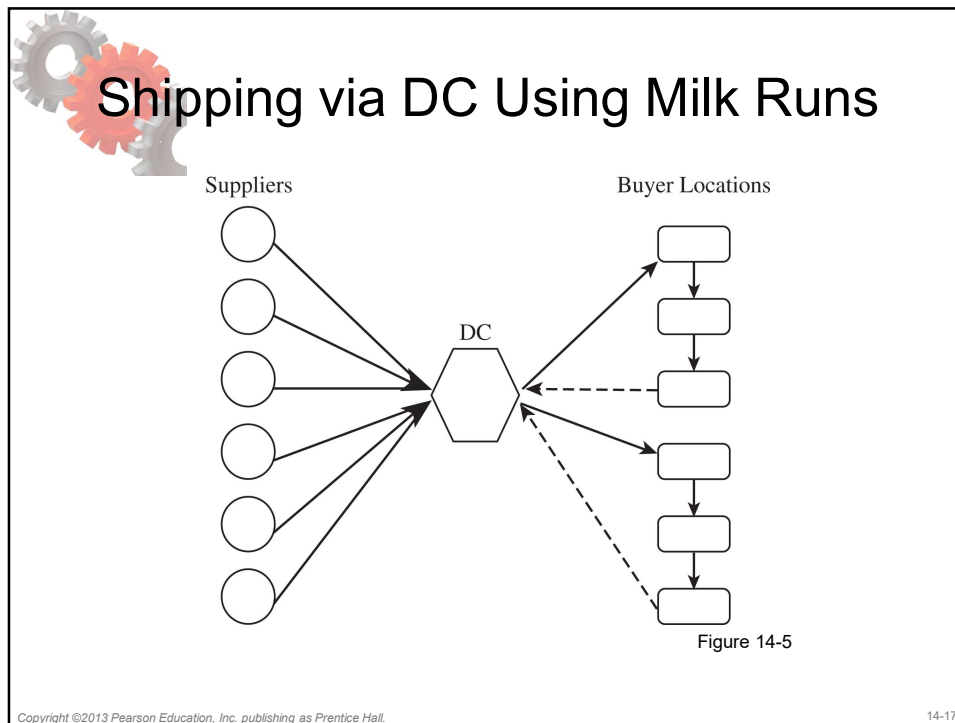 Shipping via DC Using Milk Runs
Suppliers
Buyer Locations
DC
Figure 14-5
Copyright ©2013 Pearson Education, Inc. publishing as Prentice Hall.
14-17